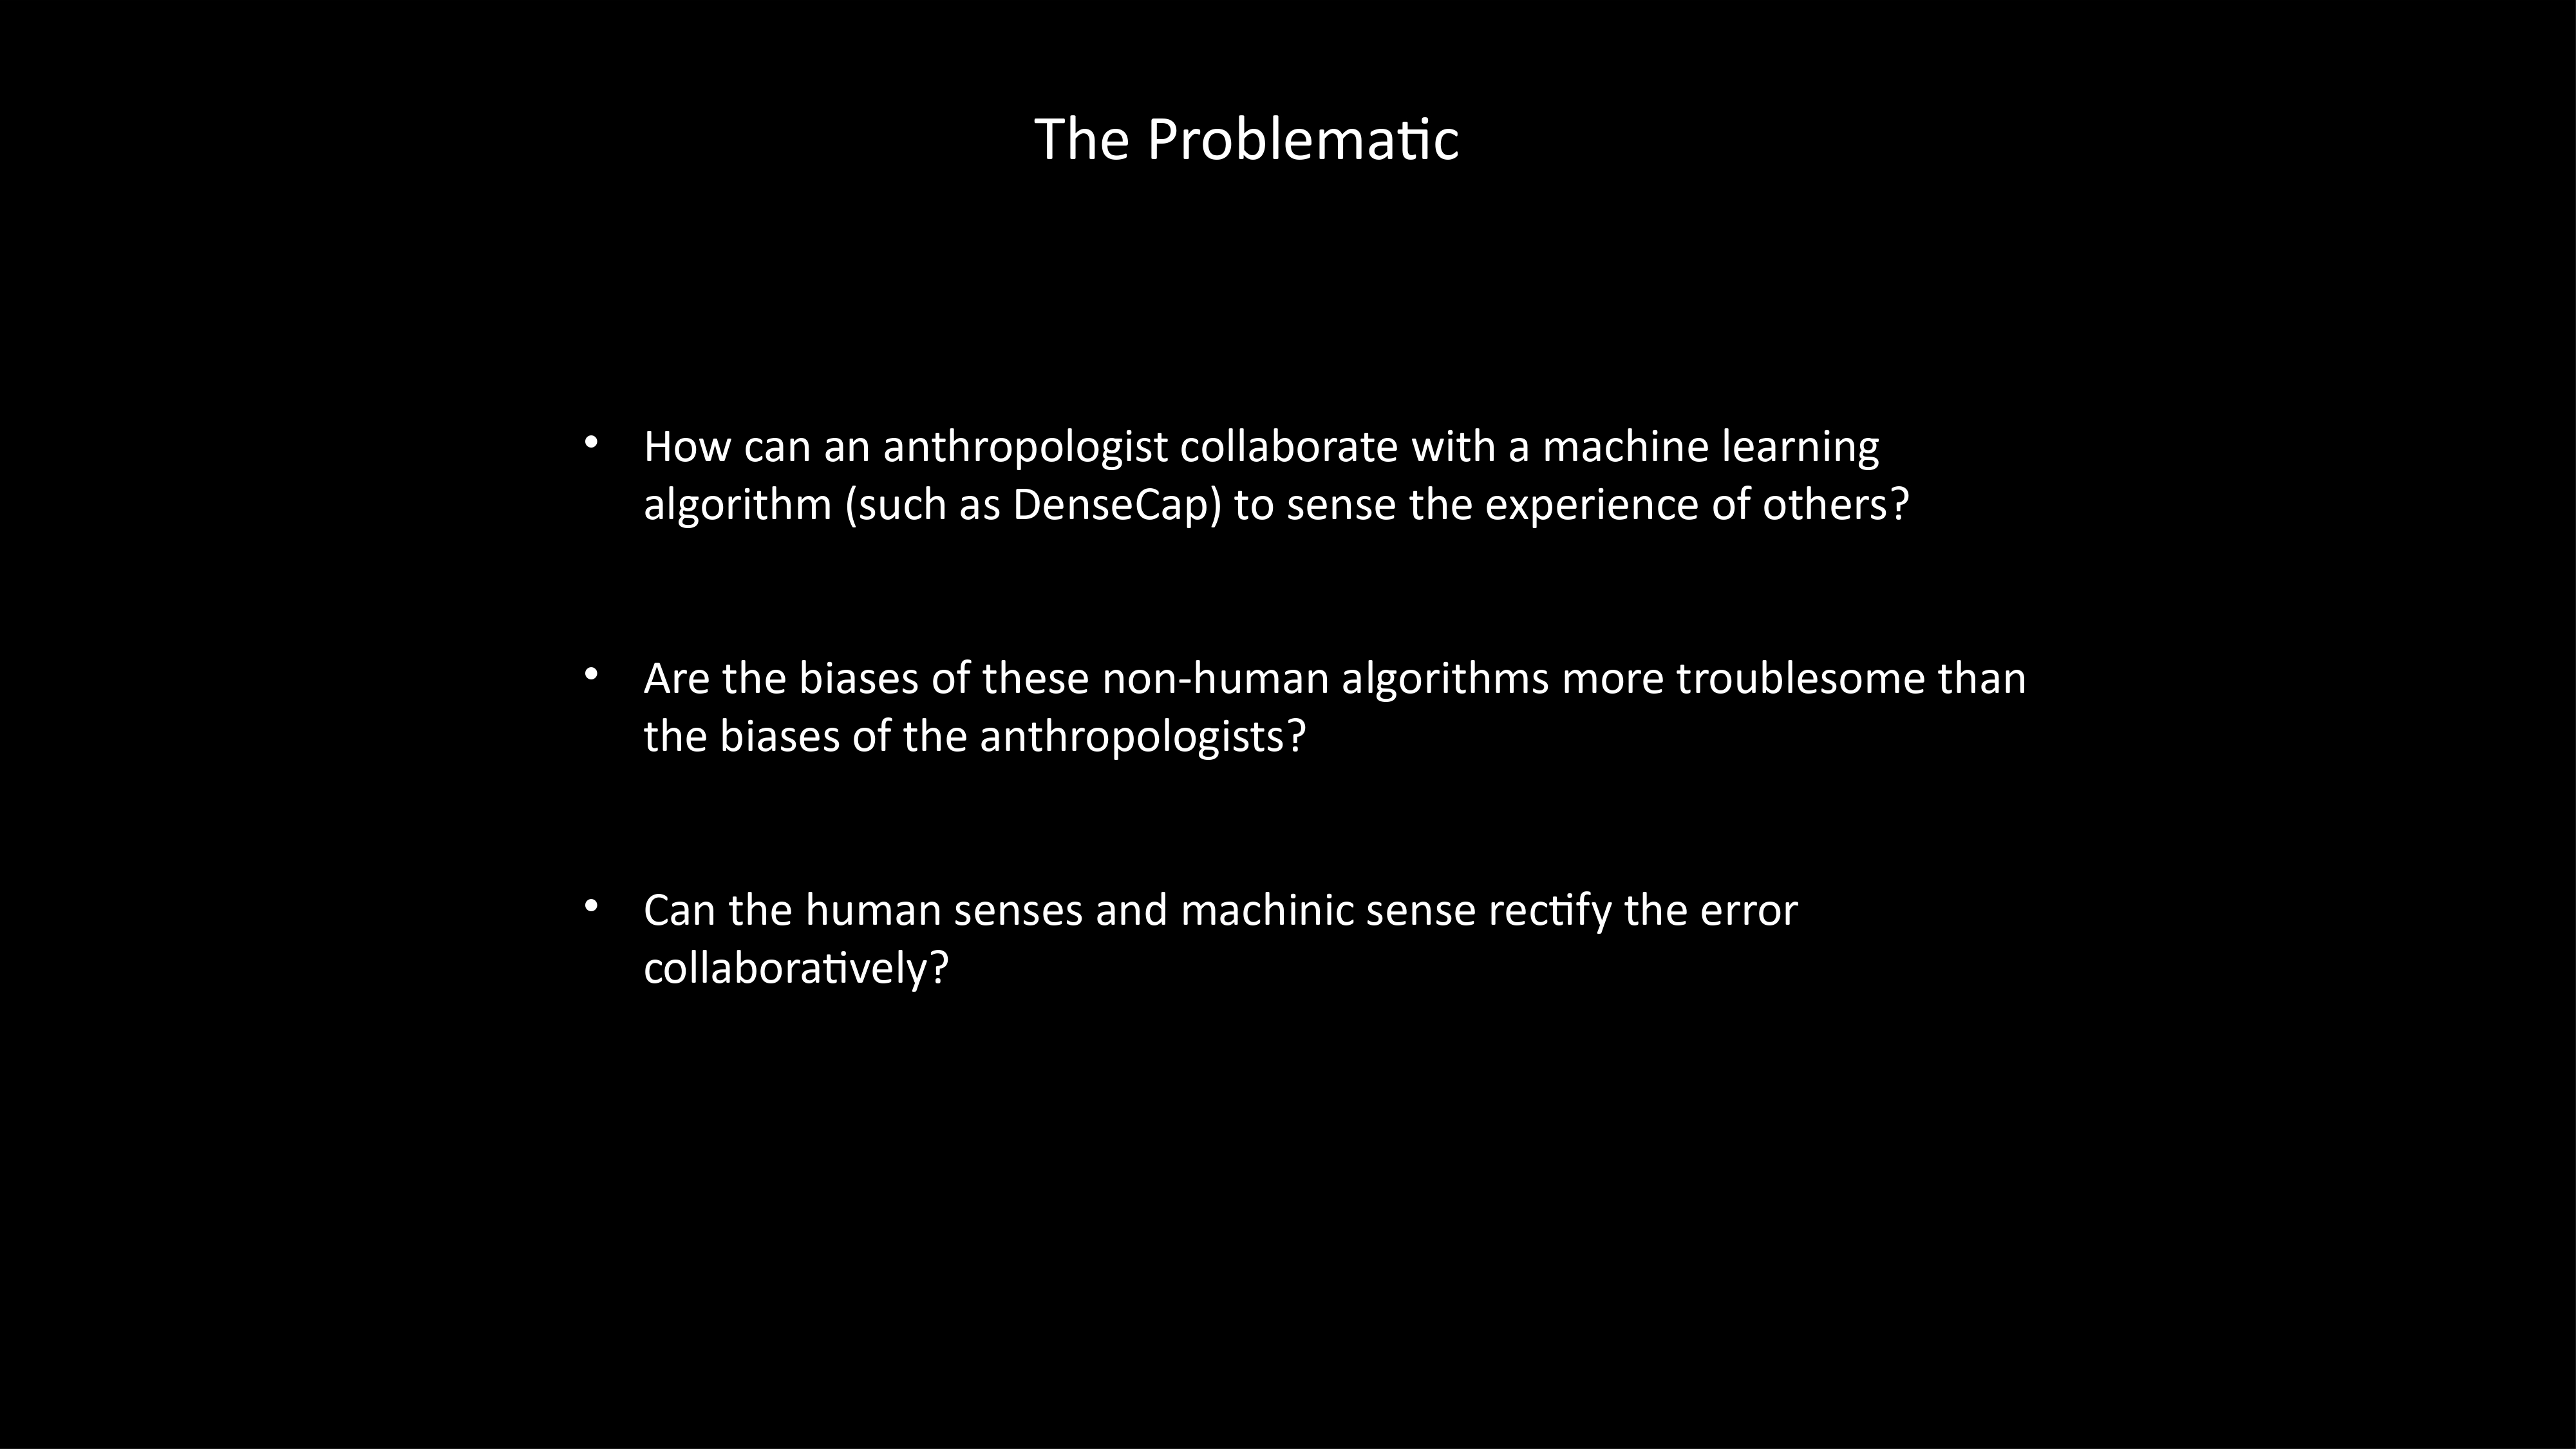 The Problematic
• How can an anthropologist collaborate with a machine learning
algorithm (such as DenseCap) to sense the experience of others?
• Are the biases of these non-human algorithms more troublesome than
the biases of the anthropologists?
• Can the human senses and machinic sense rectify the error
collaboratively?